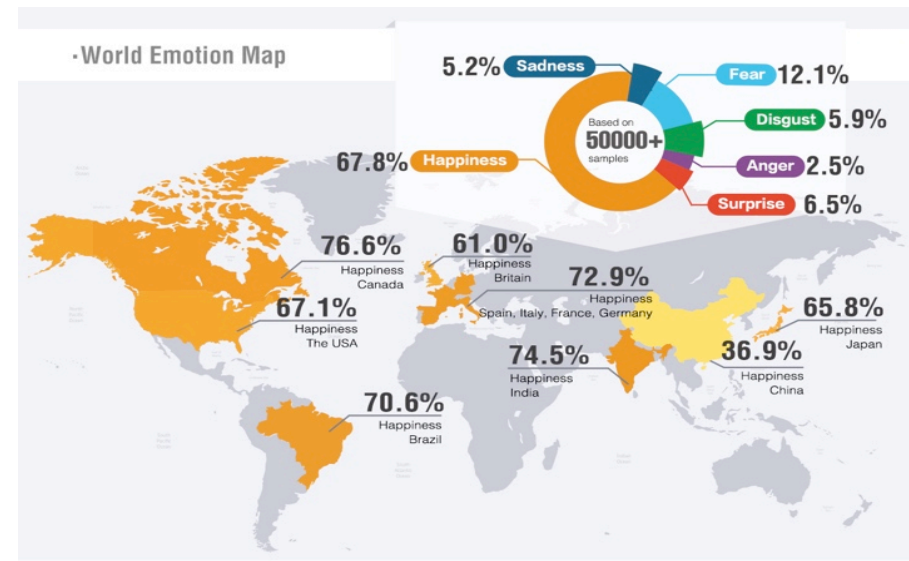 ·World Emotion Map
5.2% Sadness
Fear 12.1%
Based on
50000+
samples
Disgust 5.9%
67.8% Happiness
Anger 2.5%
Surprise 6.5%
76.6%
Happiness
Canada
61.0%
Happiness
Britain
72.9%
Happiness
Spain, Italy, France, Germany
67.1%
Happiness
The USA
65.8%
Happiness
Japan
74.5%
Happiness
India
36.9%
Happiness
China
70.6%
Happiness
Brazil